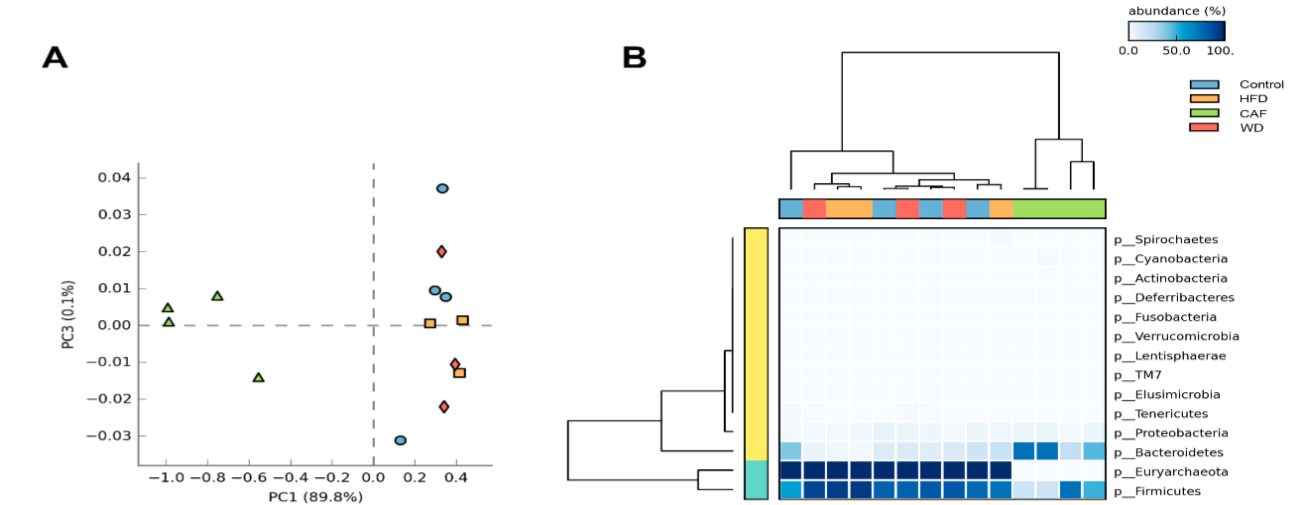 A
0.04
0.03
0.02
0.01
0.00
−0.01
−0.02
−0.03
PC3 (0.1%)
−1.0 −0.8 −0.6 −0.4 −0.2 0.0 0.2 0.4
PC1 (89.8%)
B
abundance (%)
0.0 50.0 100.
Control
HFD
CAF
WD
p__Spirochaetes
p__Cyanobacteria
p__Actinobacteria
p__Deferribacteres
p__Fusobacteria
p__Verrucomicrobia
p__Lentisphaerae
p__TM7
p__Elusimicrobia
p__Tenericutes
p__Proteobacteria
p__Bacteroidetes
p__Euryarchaeota
p__Firmicutes